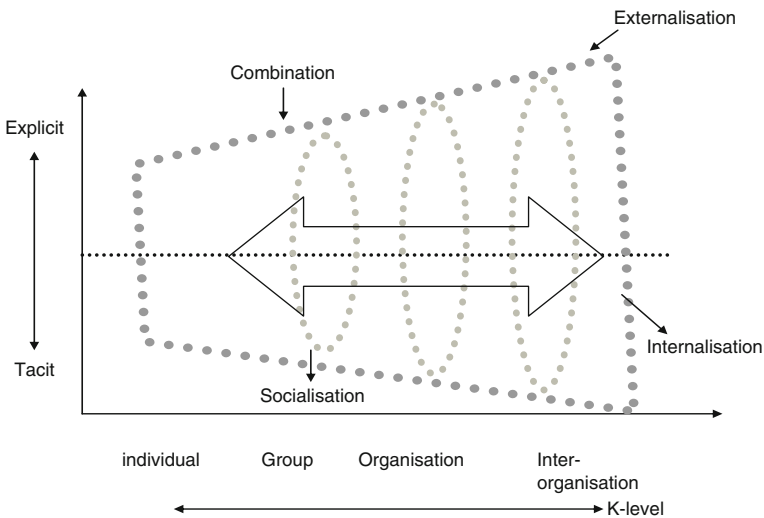 Externalisation
Combination
Explicit
Internalisation
Tacit
Socialisation
individual
Group
Organisation
Inter-
organisation
K-level